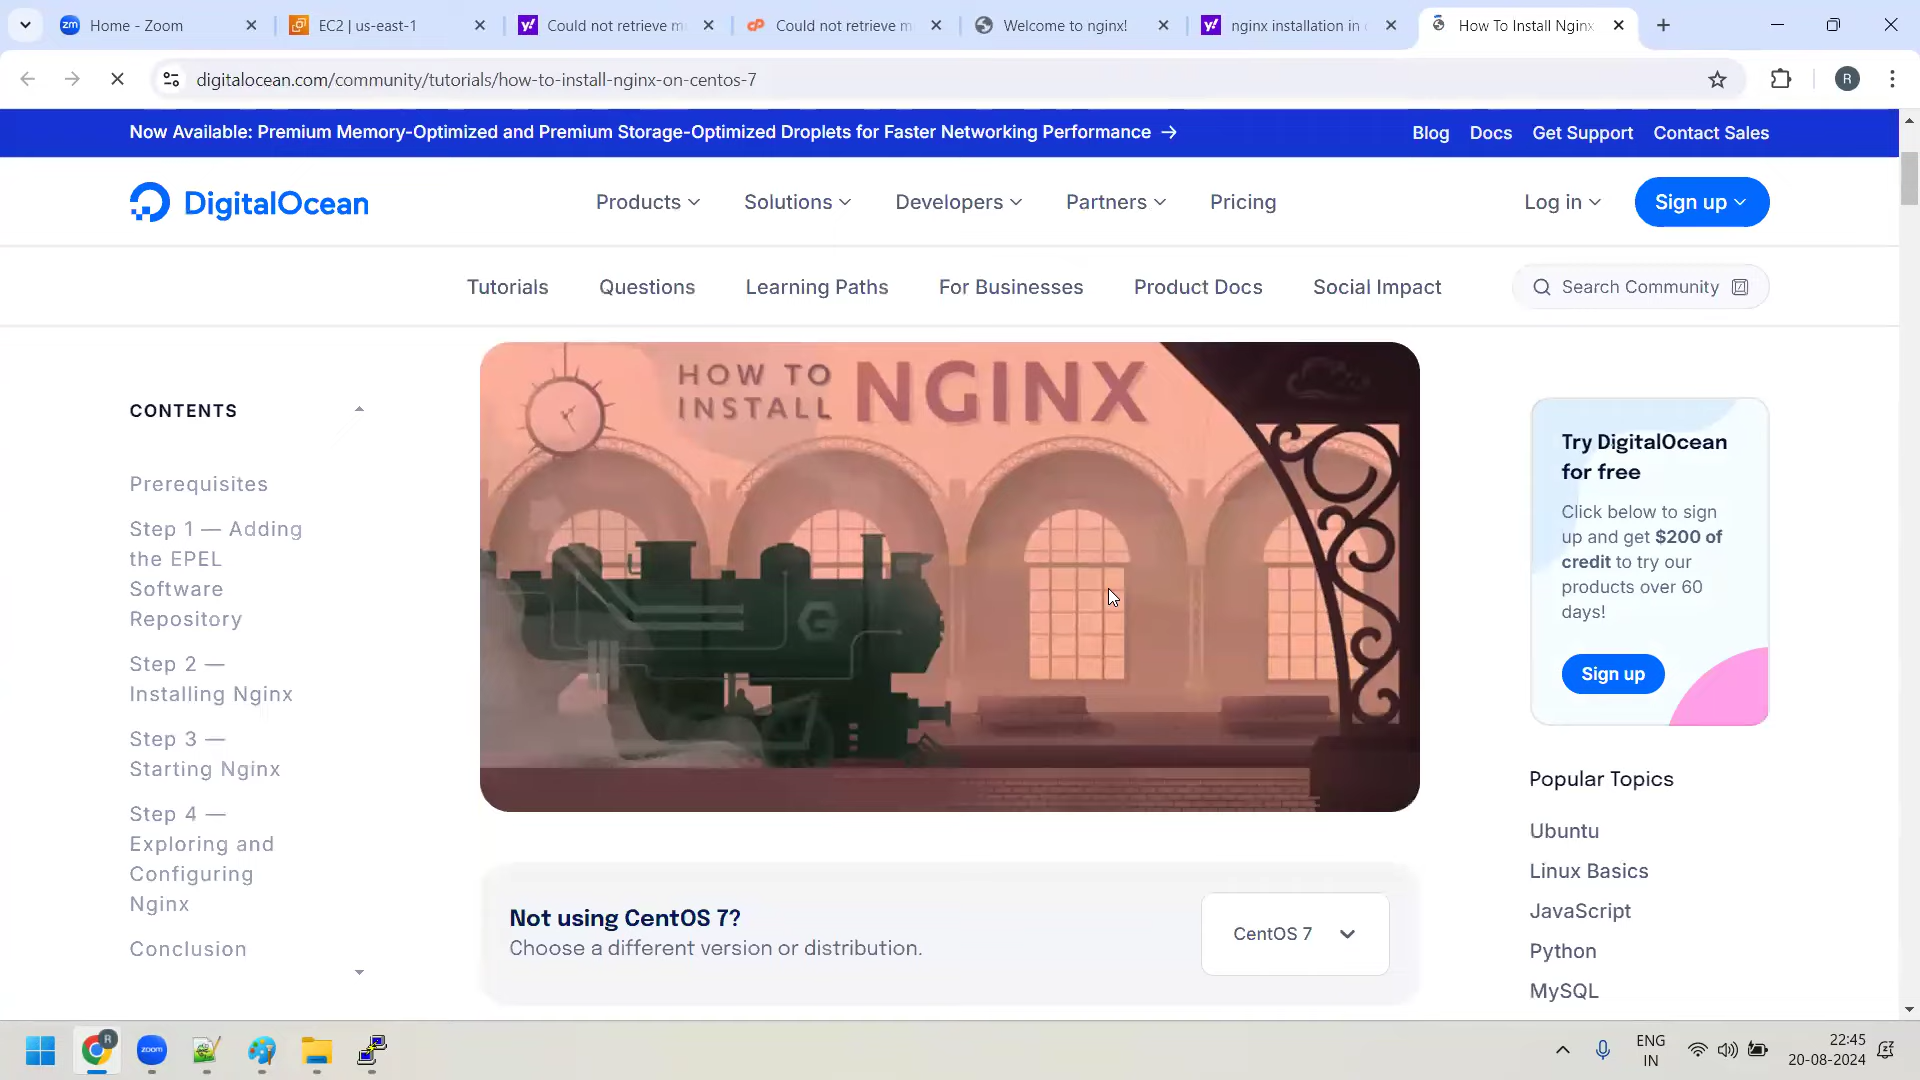 Home - Zoom
EC2 | us-east-1
Could not retrieve m
Could not retrieve m
Welcome to nginx!
nginx installation in
How To Install Nginx
digitalocean.com/community/tutorials/how-to-install-nginx-on-centos-7
R
Now Available: Premium Memory-Optimized and Premium Storage-Optimized Droplets for Faster Networking Performance →
Blog Docs Get Support Contact Sales
DigitalOcean
Products Solutions Developers Partners Pricing
Log in Sign up
Tutorials Questions Learning Paths For Businesses Product Docs Social Impact
Search Community /
CONTENTS
Prerequisites
Step 1 — Adding
the EPEL
Software
Repository
Step 2 —
Installing Nginx
Step 3 —
Starting Nginx
Step 4 —
Exploring and
Configuring
Nginx
Conclusion
HOW TO
INSTALL NGINX
G
Not using CentOS 7?
Choose a different version or distribution.
CentOS 7
Try DigitalOcean
for free
Click below to sign
up and get $200 of
credit to try our
products over 60
days!
Sign up
Popular Topics
Ubuntu
Linux Basics
JavaScript
Python
MySQL
R
zoom
ENG
IN
22:45
20-08-2024